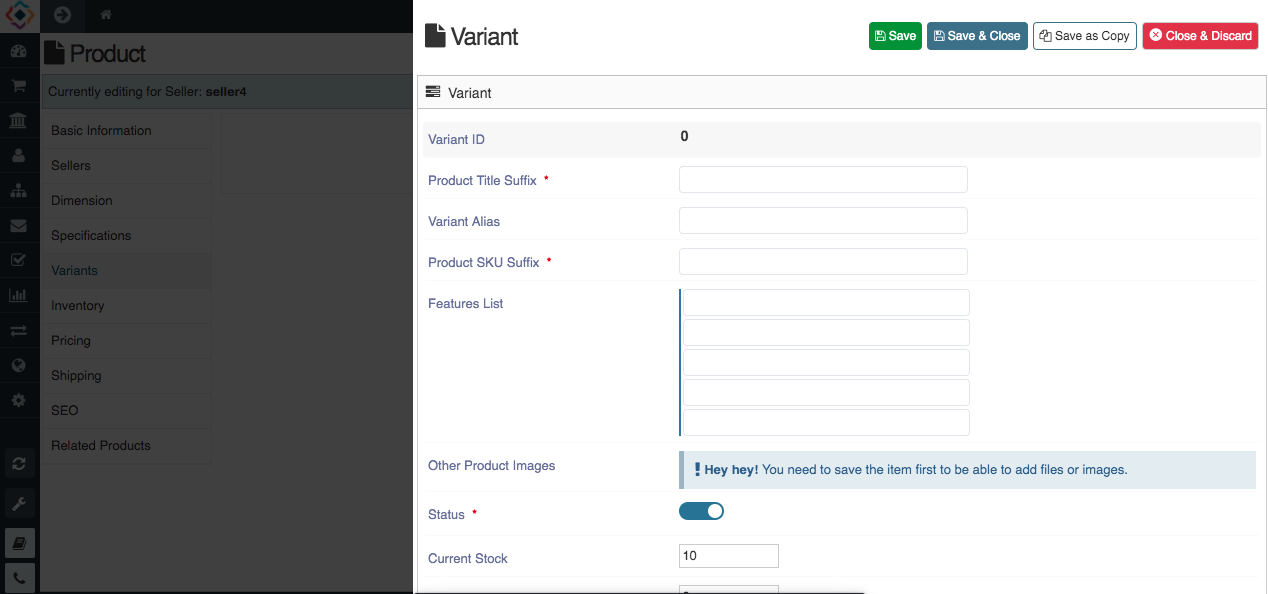 Product
Currently editing for Seller: seller4
Basic Information
Sellers
Dimension
Specifications
Variants
Inventory
Pricing
Shipping
SEO
Related Products
Variant
Save
Save & Close
Save as Copy
Close & Discard
Variant
Variant ID
0
Product Title Suffix *
Variant Alias
Product SKU Suffix *
Features List
Other Product Images
Hey hey! You need to save the item first to be able to add files or images.
Status *
Current Stock
10